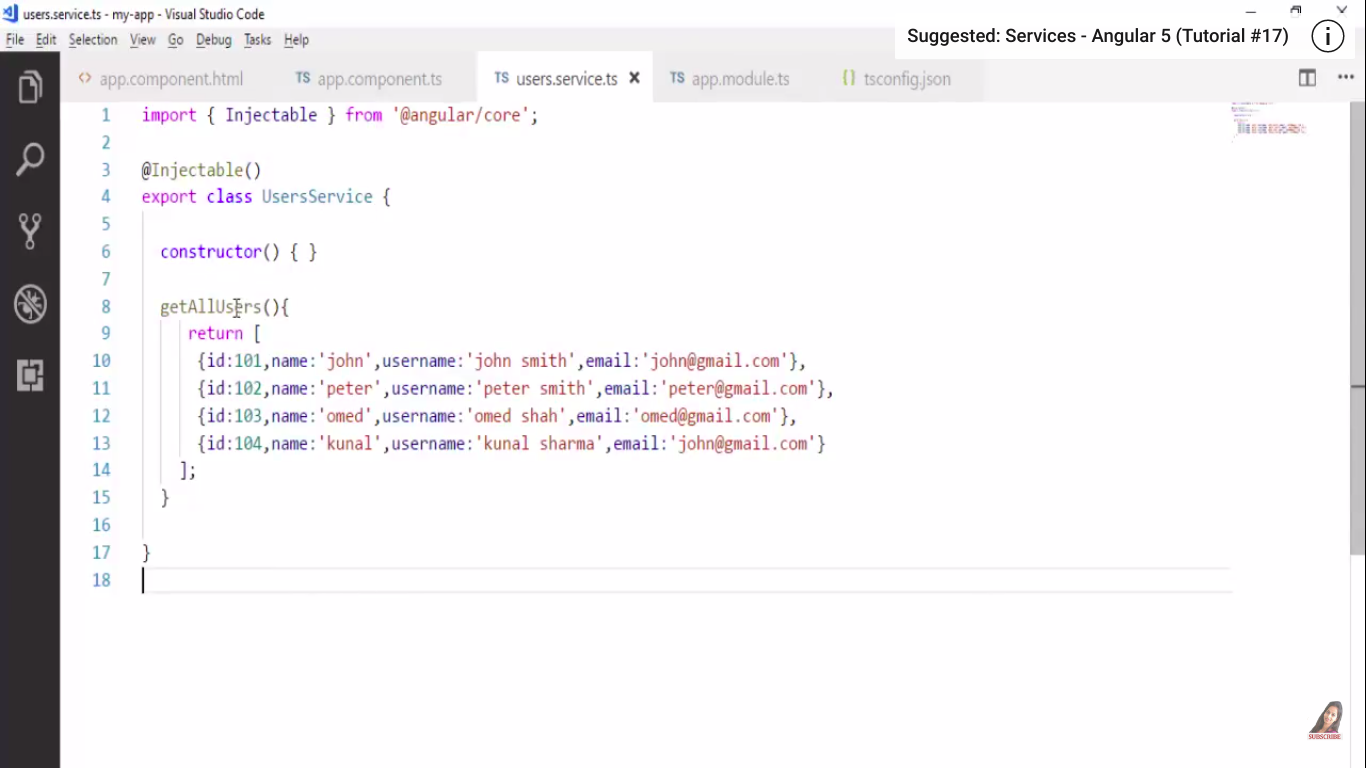 users.service.ts - my-app - Visual Studio Code
File Edit Selection View Go Debug Tasks Help
Suggested: Services - Angular 5 (Tutorial #17)
<> app.component.html TS app.component.ts TS users.service.ts TS app.module.ts {} tsconfig.json
1 import { Injectable } from '@angular/core';
2
3 @Injectable()
4 export class UsersService {
5
6 constructor() { }
7
8 getAllUsers(){
9 return [
10 {id:101,name:'john',username:'john smith',email:'john@gmail.com'},
11 {id:102,name:'peter',username:'peter smith',email:'peter@gmail.com'},
12 {id:103,name:'omed',username:'omed shah',email:'omed@gmail.com'},
13 {id:104,name:'kunal',username:'kunal sharma',email:'john@gmail.com'}
14 ];
15 }
16
17 }
18
SUBSCRIBE